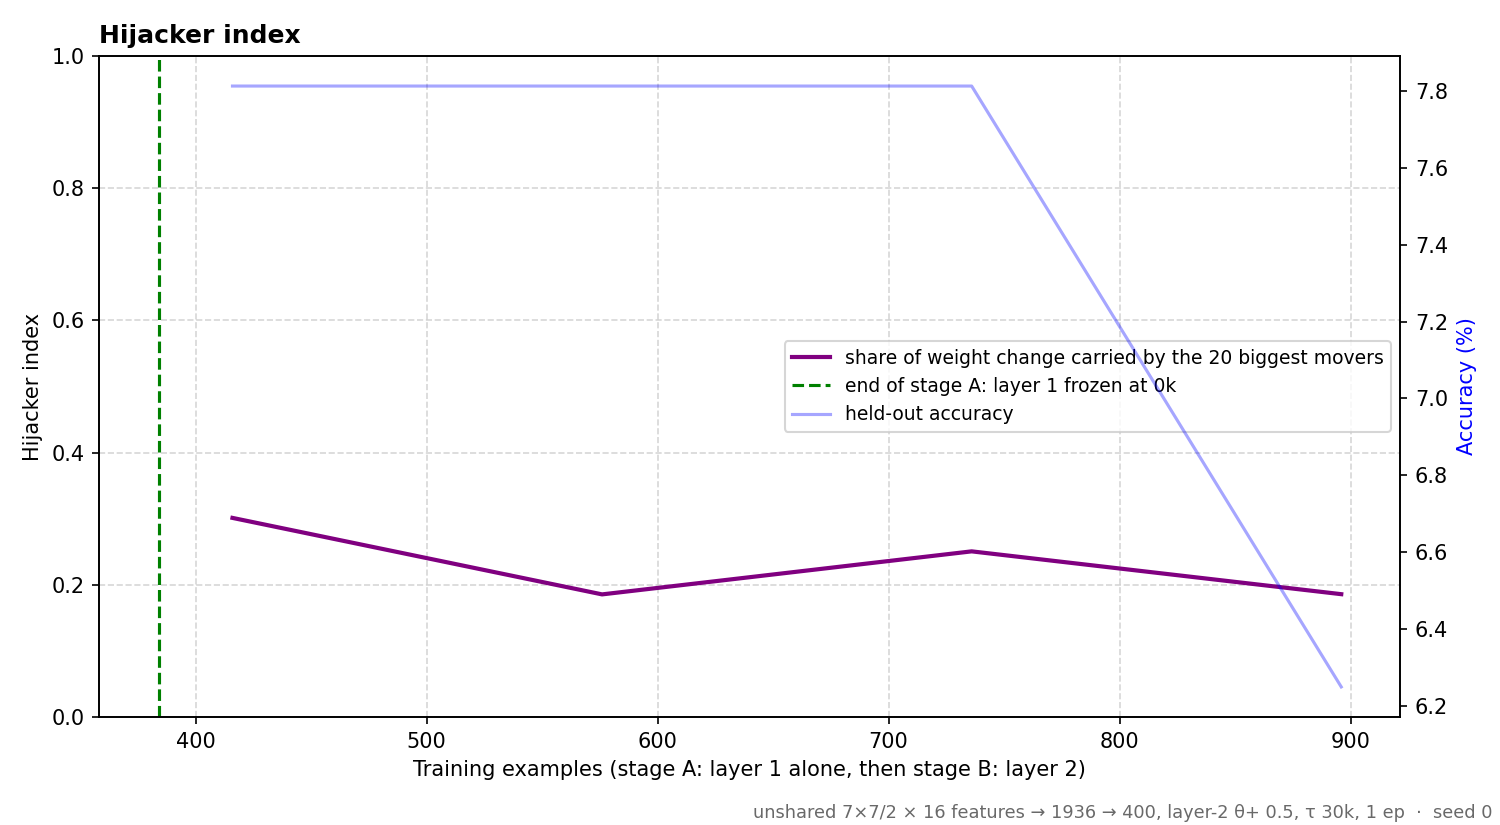 Hijacker index
1.0
0.8
0.6
0.4
0.2
0.0
Hijacker index
7.8
7.6
7.4
7.2
7.0
6.8
6.6
6.4
6.2
Accuracy (%)
share of weight change carried by the 20 biggest movers
end of stage A: layer 1 frozen at 0k
held-out accuracy
400 500 600 700 800 900
Training examples (stage A: layer 1 alone, then stage B: layer 2)
unshared 7×7/2 × 16 features → 1936 → 400, layer-2 θ+ 0.5, τ 30k, 1 ep · seed 0